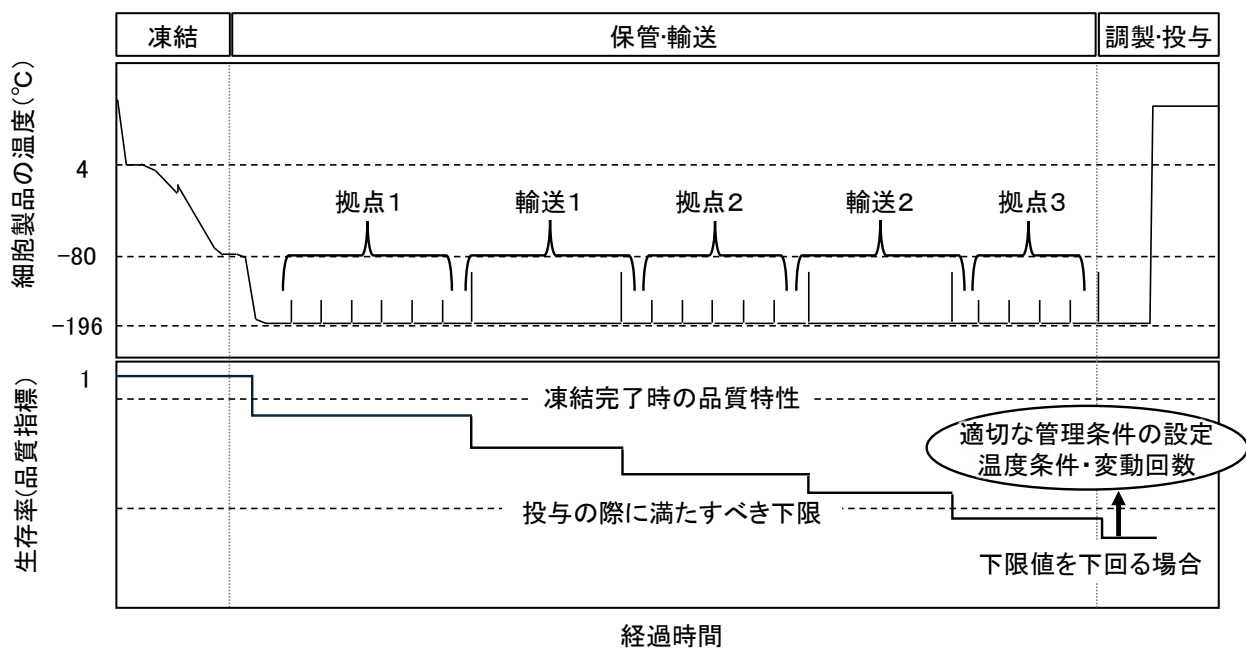 凍結
保管・輸送
調製・投与
細胞製品の温度(℃)
4
-80
-196
拠点1
輸送1
拠点2
輸送2
拠点3
生存率(品質指標)
1
凍結完了時の品質特性
適切な管理条件の設定
温度条件・変動回数
投与の際に満たすべき下限
下限値を下回る場合
経過時間